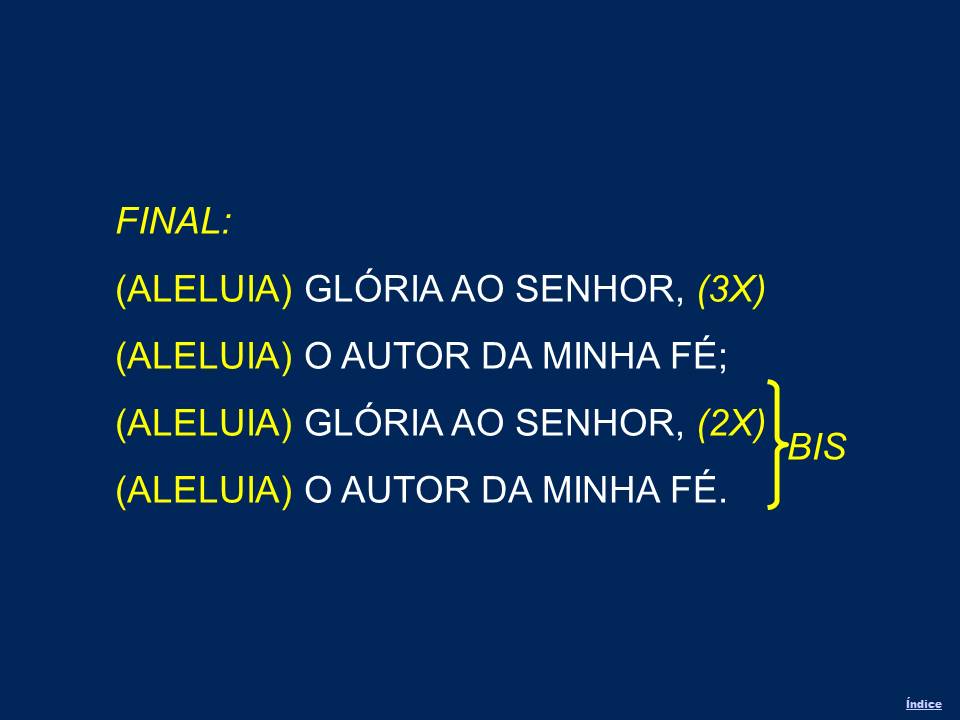 FINAL:
(ALELUIA) GLÓRIA AO SENHOR, (3X)
(ALELUIA) O AUTOR DA MINHA FÉ;
(ALELUIA) GLÓRIA AO SENHOR, (2X)
BIS
(ALELUIA) O AUTOR DA MINHA FÉ.
Índice